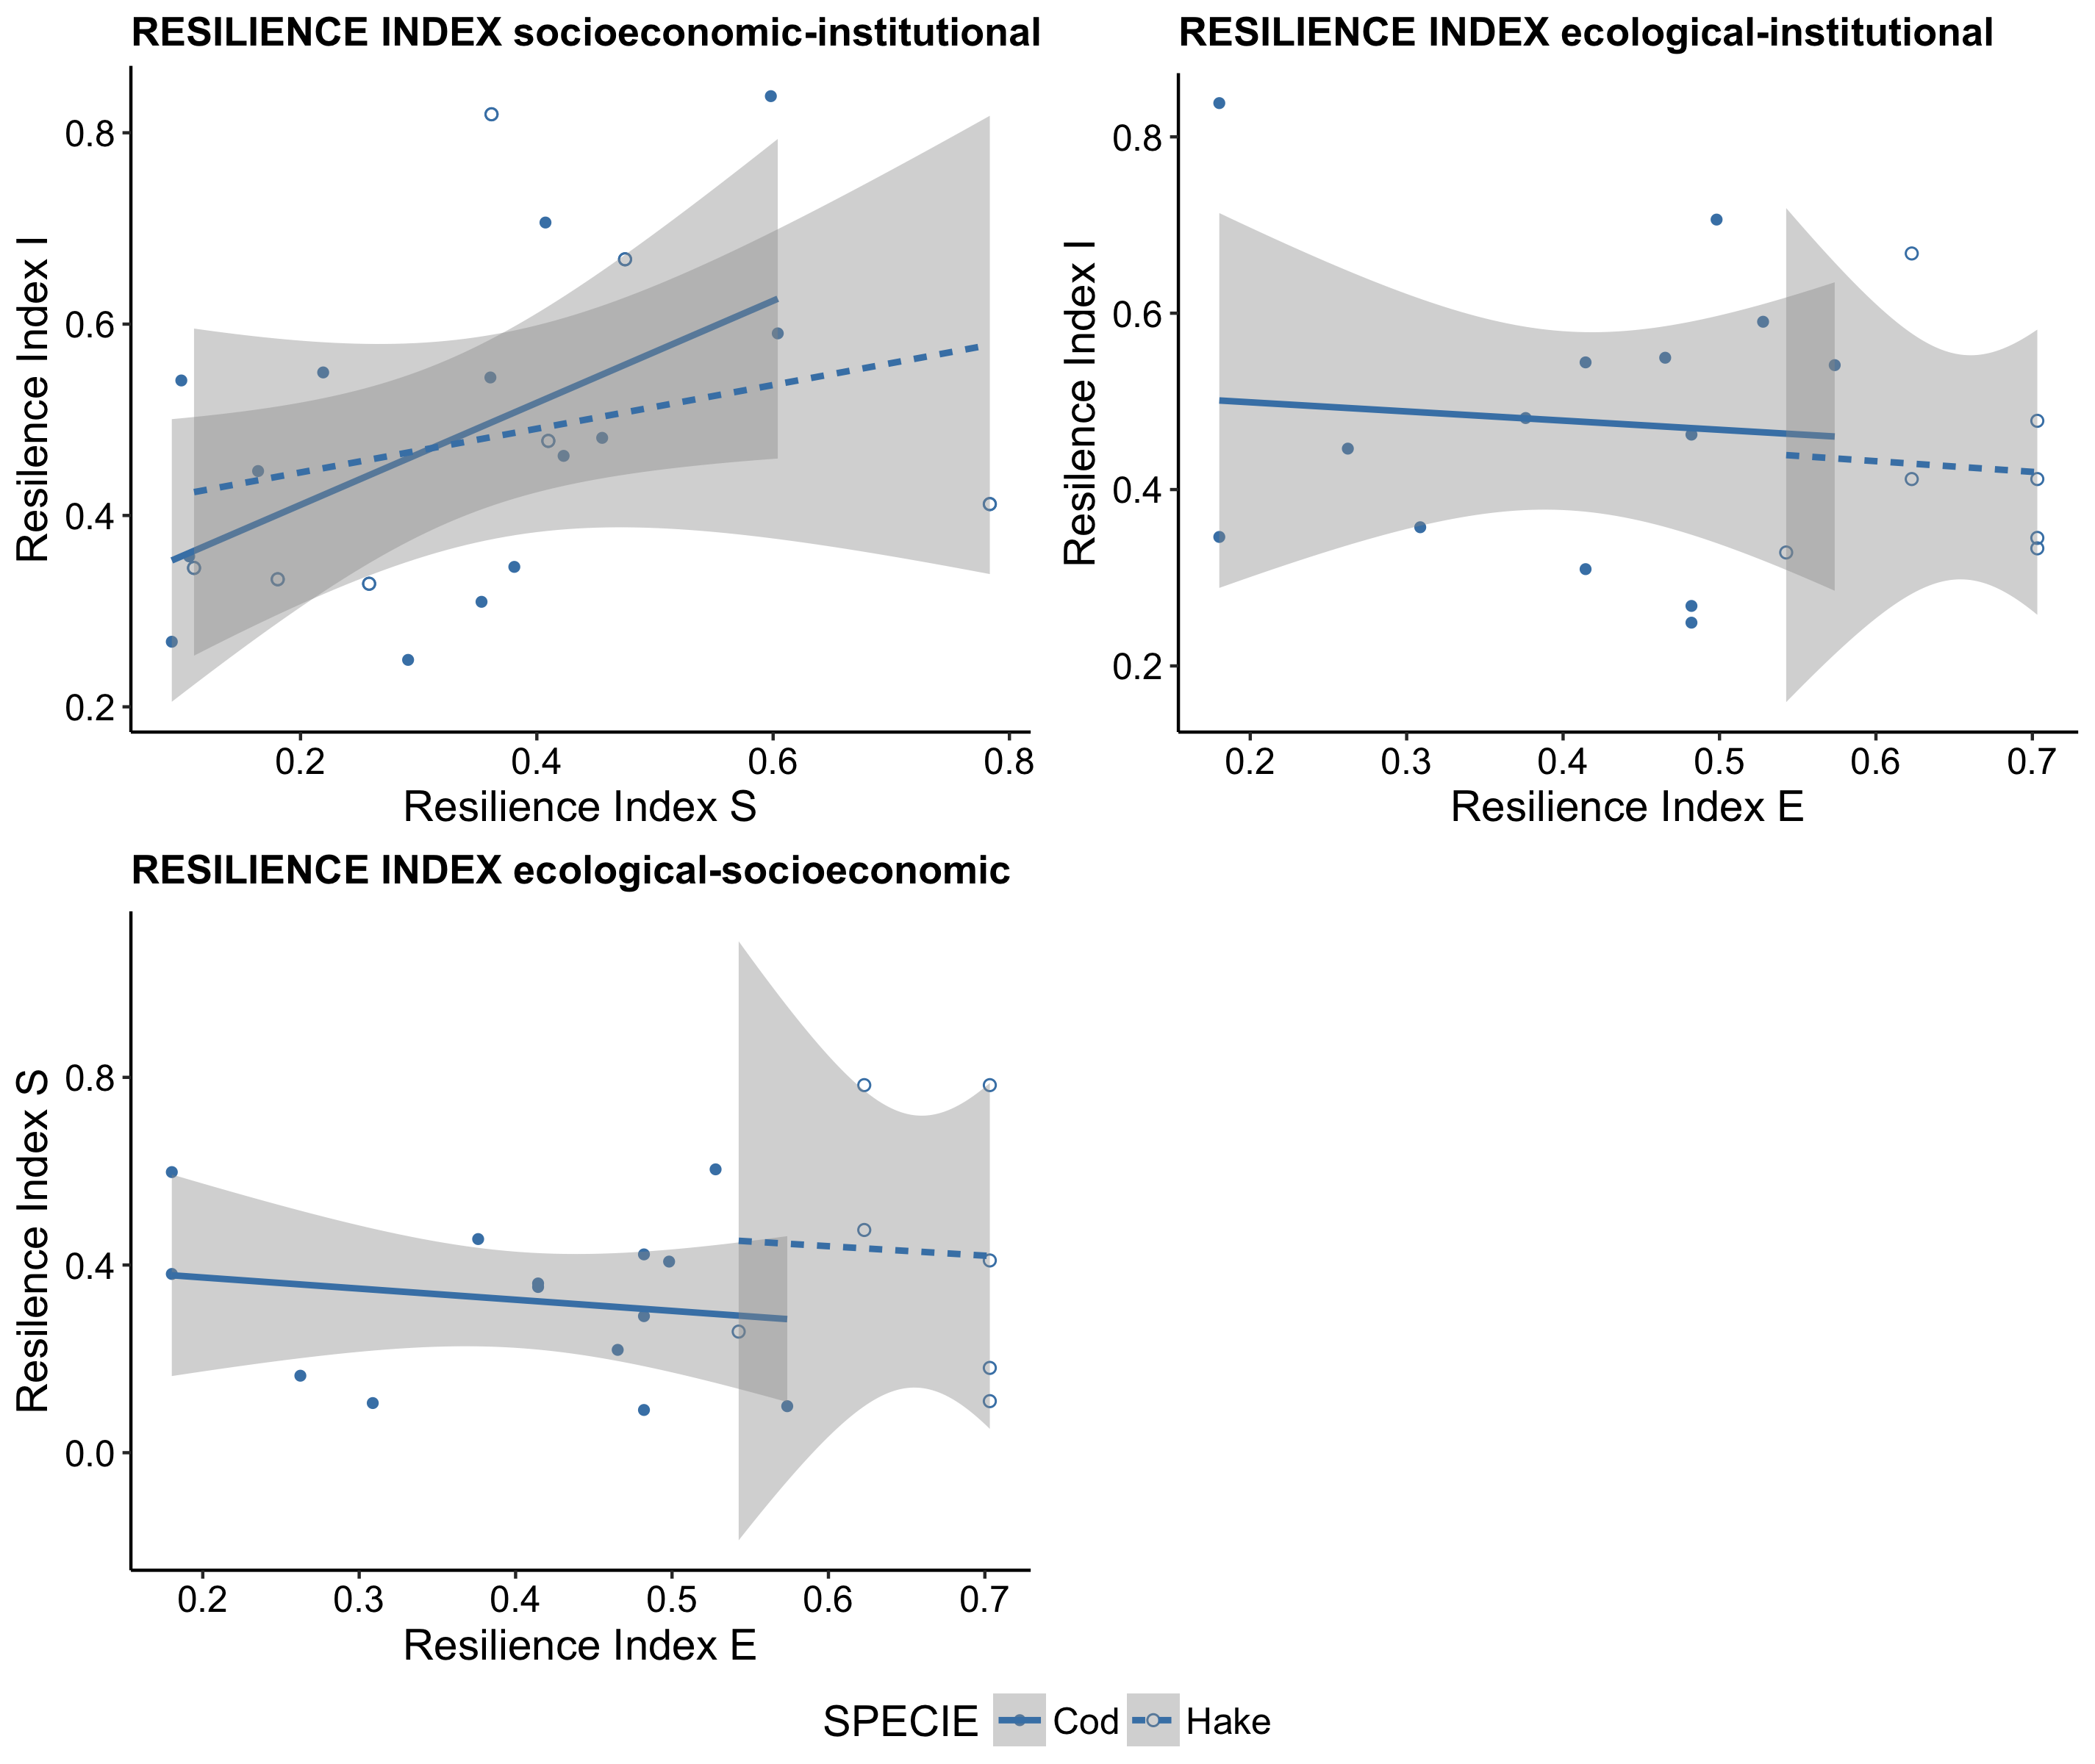 RESILIENCE INDEX socioeconomic-institutional
Resilence Index I
0.8
0.6
0.4
0.2
0.2 0.4 0.6 0.8
Resilience Index S
RESILIENCE INDEX ecological-institutional
Resilence Index I
0.8
0.6
0.4
0.2
0.2 0.3 0.4 0.5 0.6 0.7
Resilience Index E
RESILIENCE INDEX ecological-socioeconomic
Resilence Index S
0.8
0.4
0.0
0.2 0.3 0.4 0.5 0.6 0.7
Resilience Index E
SPECIE Cod Hake